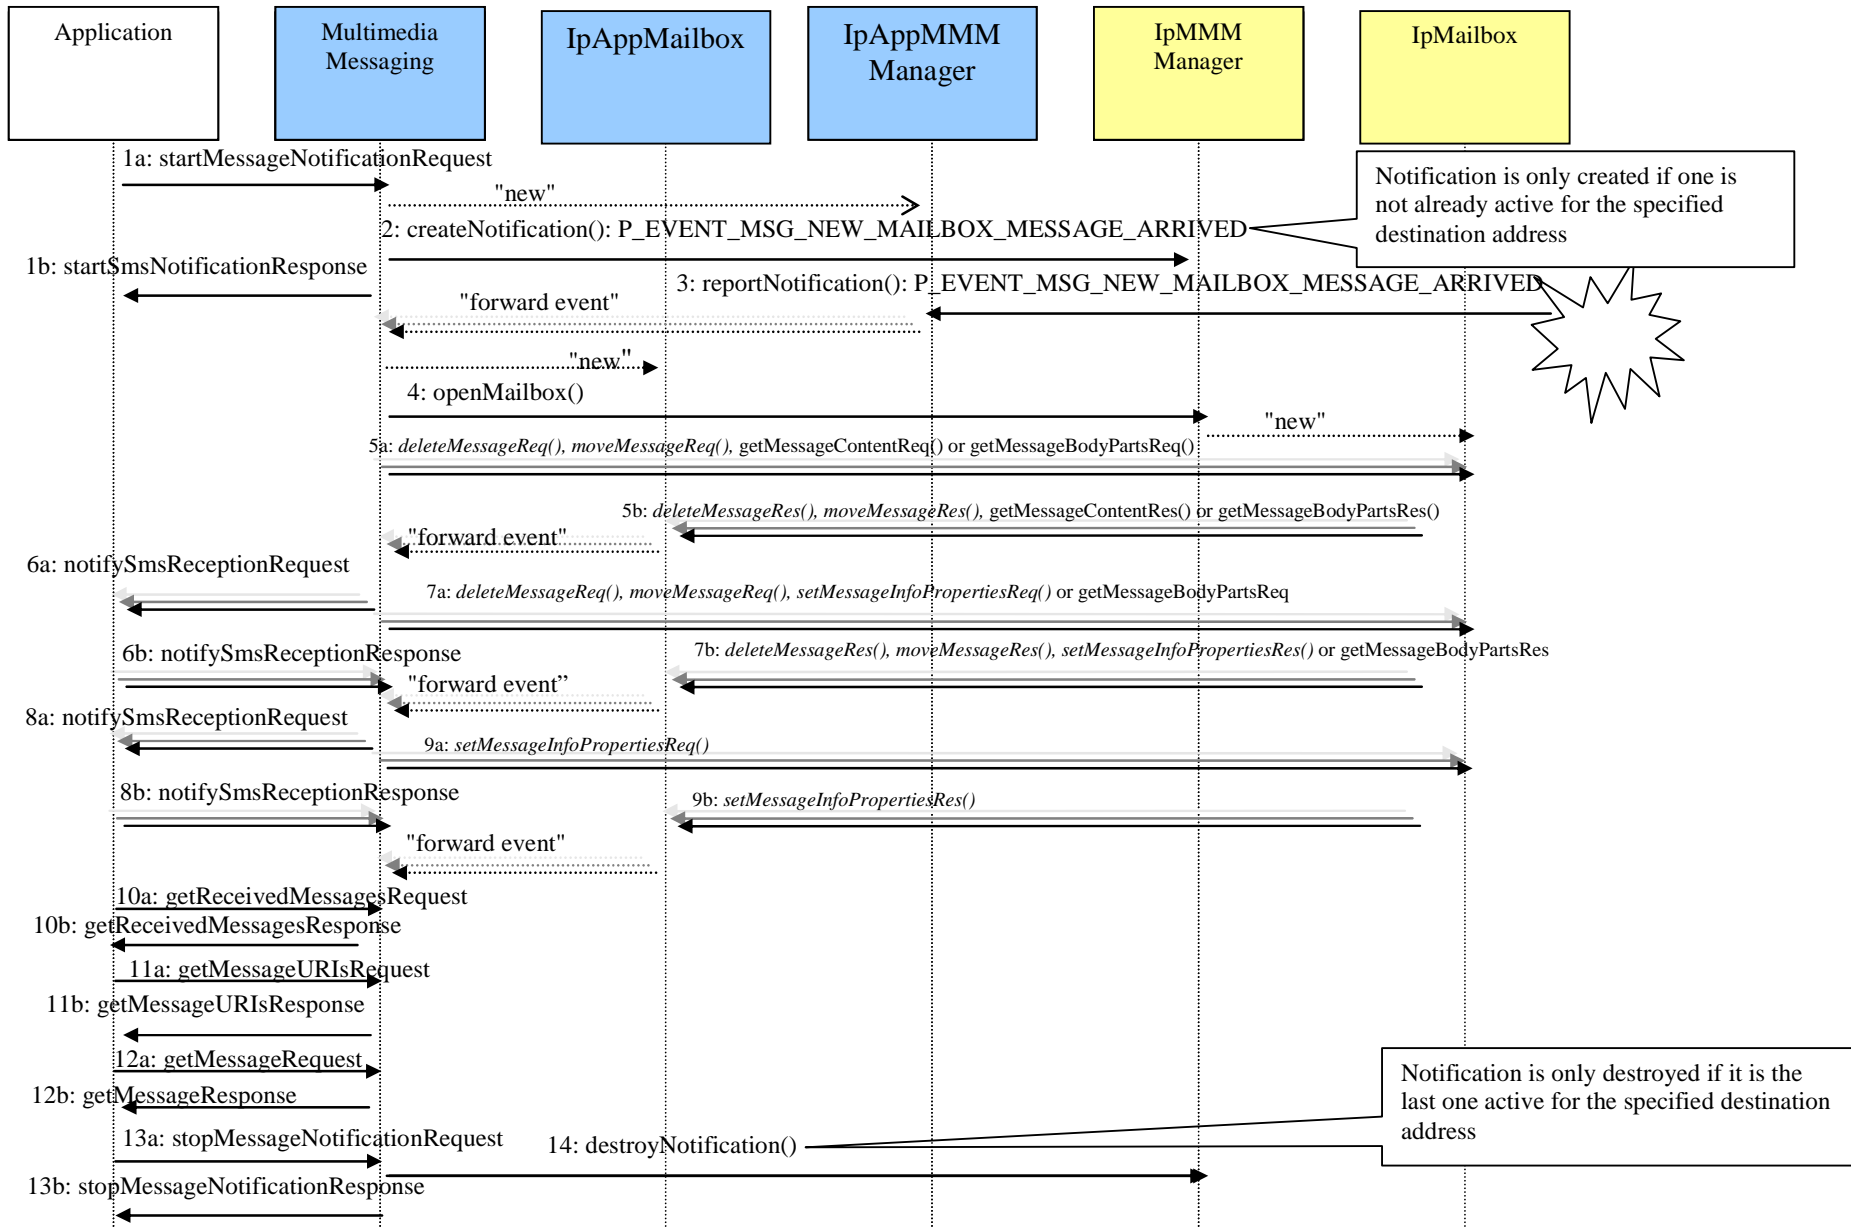 Application
Multimedia
Messaging
IpAppMailbox
IpAppMMM
Manager
IpMMM
Manager
IpMailbox
1a: startMessageNotificationRequest
"new"
Notification is only created if one is
not already active for the specified
destination address
2: createNotification(): P_EVENT_MSG_NEW_MAILBOX_MESSAGE_ARRIVED
1b: startSmsNotificationResponse
3: reportNotification(): P_EVENT_MSG_NEW_MAILBOX_MESSAGE_ARRIVED
"forward event"
"new"
4: openMailbox()
"new"
5a: deleteMessageReq(), moveMessageReq(), getMessageContentReq() or getMessageBodyPartsReq()
5b: deleteMessageRes(), moveMessageRes(), getMessageContentRes() or getMessageBodyPartsRes()
"forward event"
6a: notifySmsReceptionRequest
7a: deleteMessageReq(), moveMessageReq(), setMessageInfoPropertiesReq() or getMessageBodyPartsReq
6b: notifySmsReceptionResponse
7b: deleteMessageRes(), moveMessageRes(), setMessageInfoPropertiesRes() or getMessageBodyPartsRes
"forward event”
8a: notifySmsReceptionRequest
9a: setMessageInfoPropertiesReq()
8b: notifySmsReceptionResponse
9b: setMessageInfoPropertiesRes()
"forward event"
10a: getReceivedMessagesRequest
10b: getReceivedMessagesResponse
11a: getMessageURIsRequest
11b: getMessageURIsResponse
12a: getMessageRequest
12b: getMessageResponse
Notification is only destroyed if it is the
last one active for the specified destination
address
13a: stopMessageNotificationRequest
14: destroyNotification()
13b: stopMessageNotificationResponse